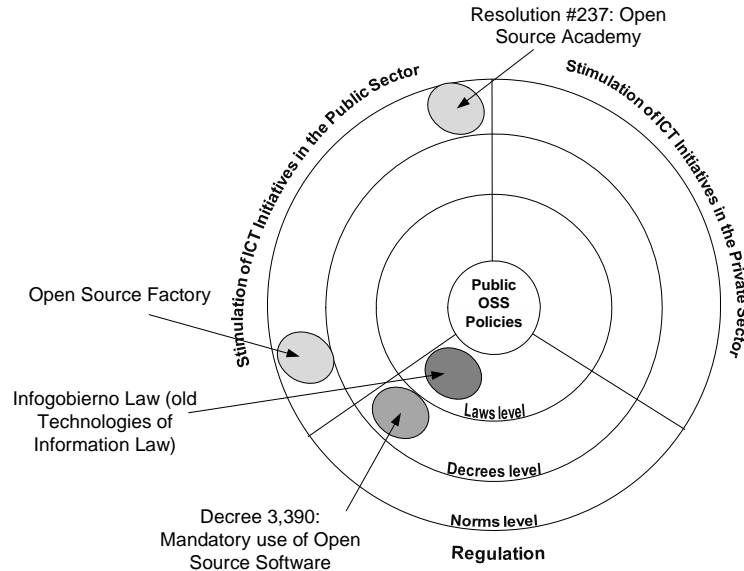 Resolution #237: Open
Source Academy
Stimulation of ICT Initiatives in the Public Sector
Stimulation of ICT Initiatives in the Private Sector
Open Source Factory
Public
OSS
Policies
Infogobierno Law (old
Technologies of
Information Law)
Laws level
Decrees level
Norms level
Regulation
Decree 3,390:
Mandatory use of Open
Source Software